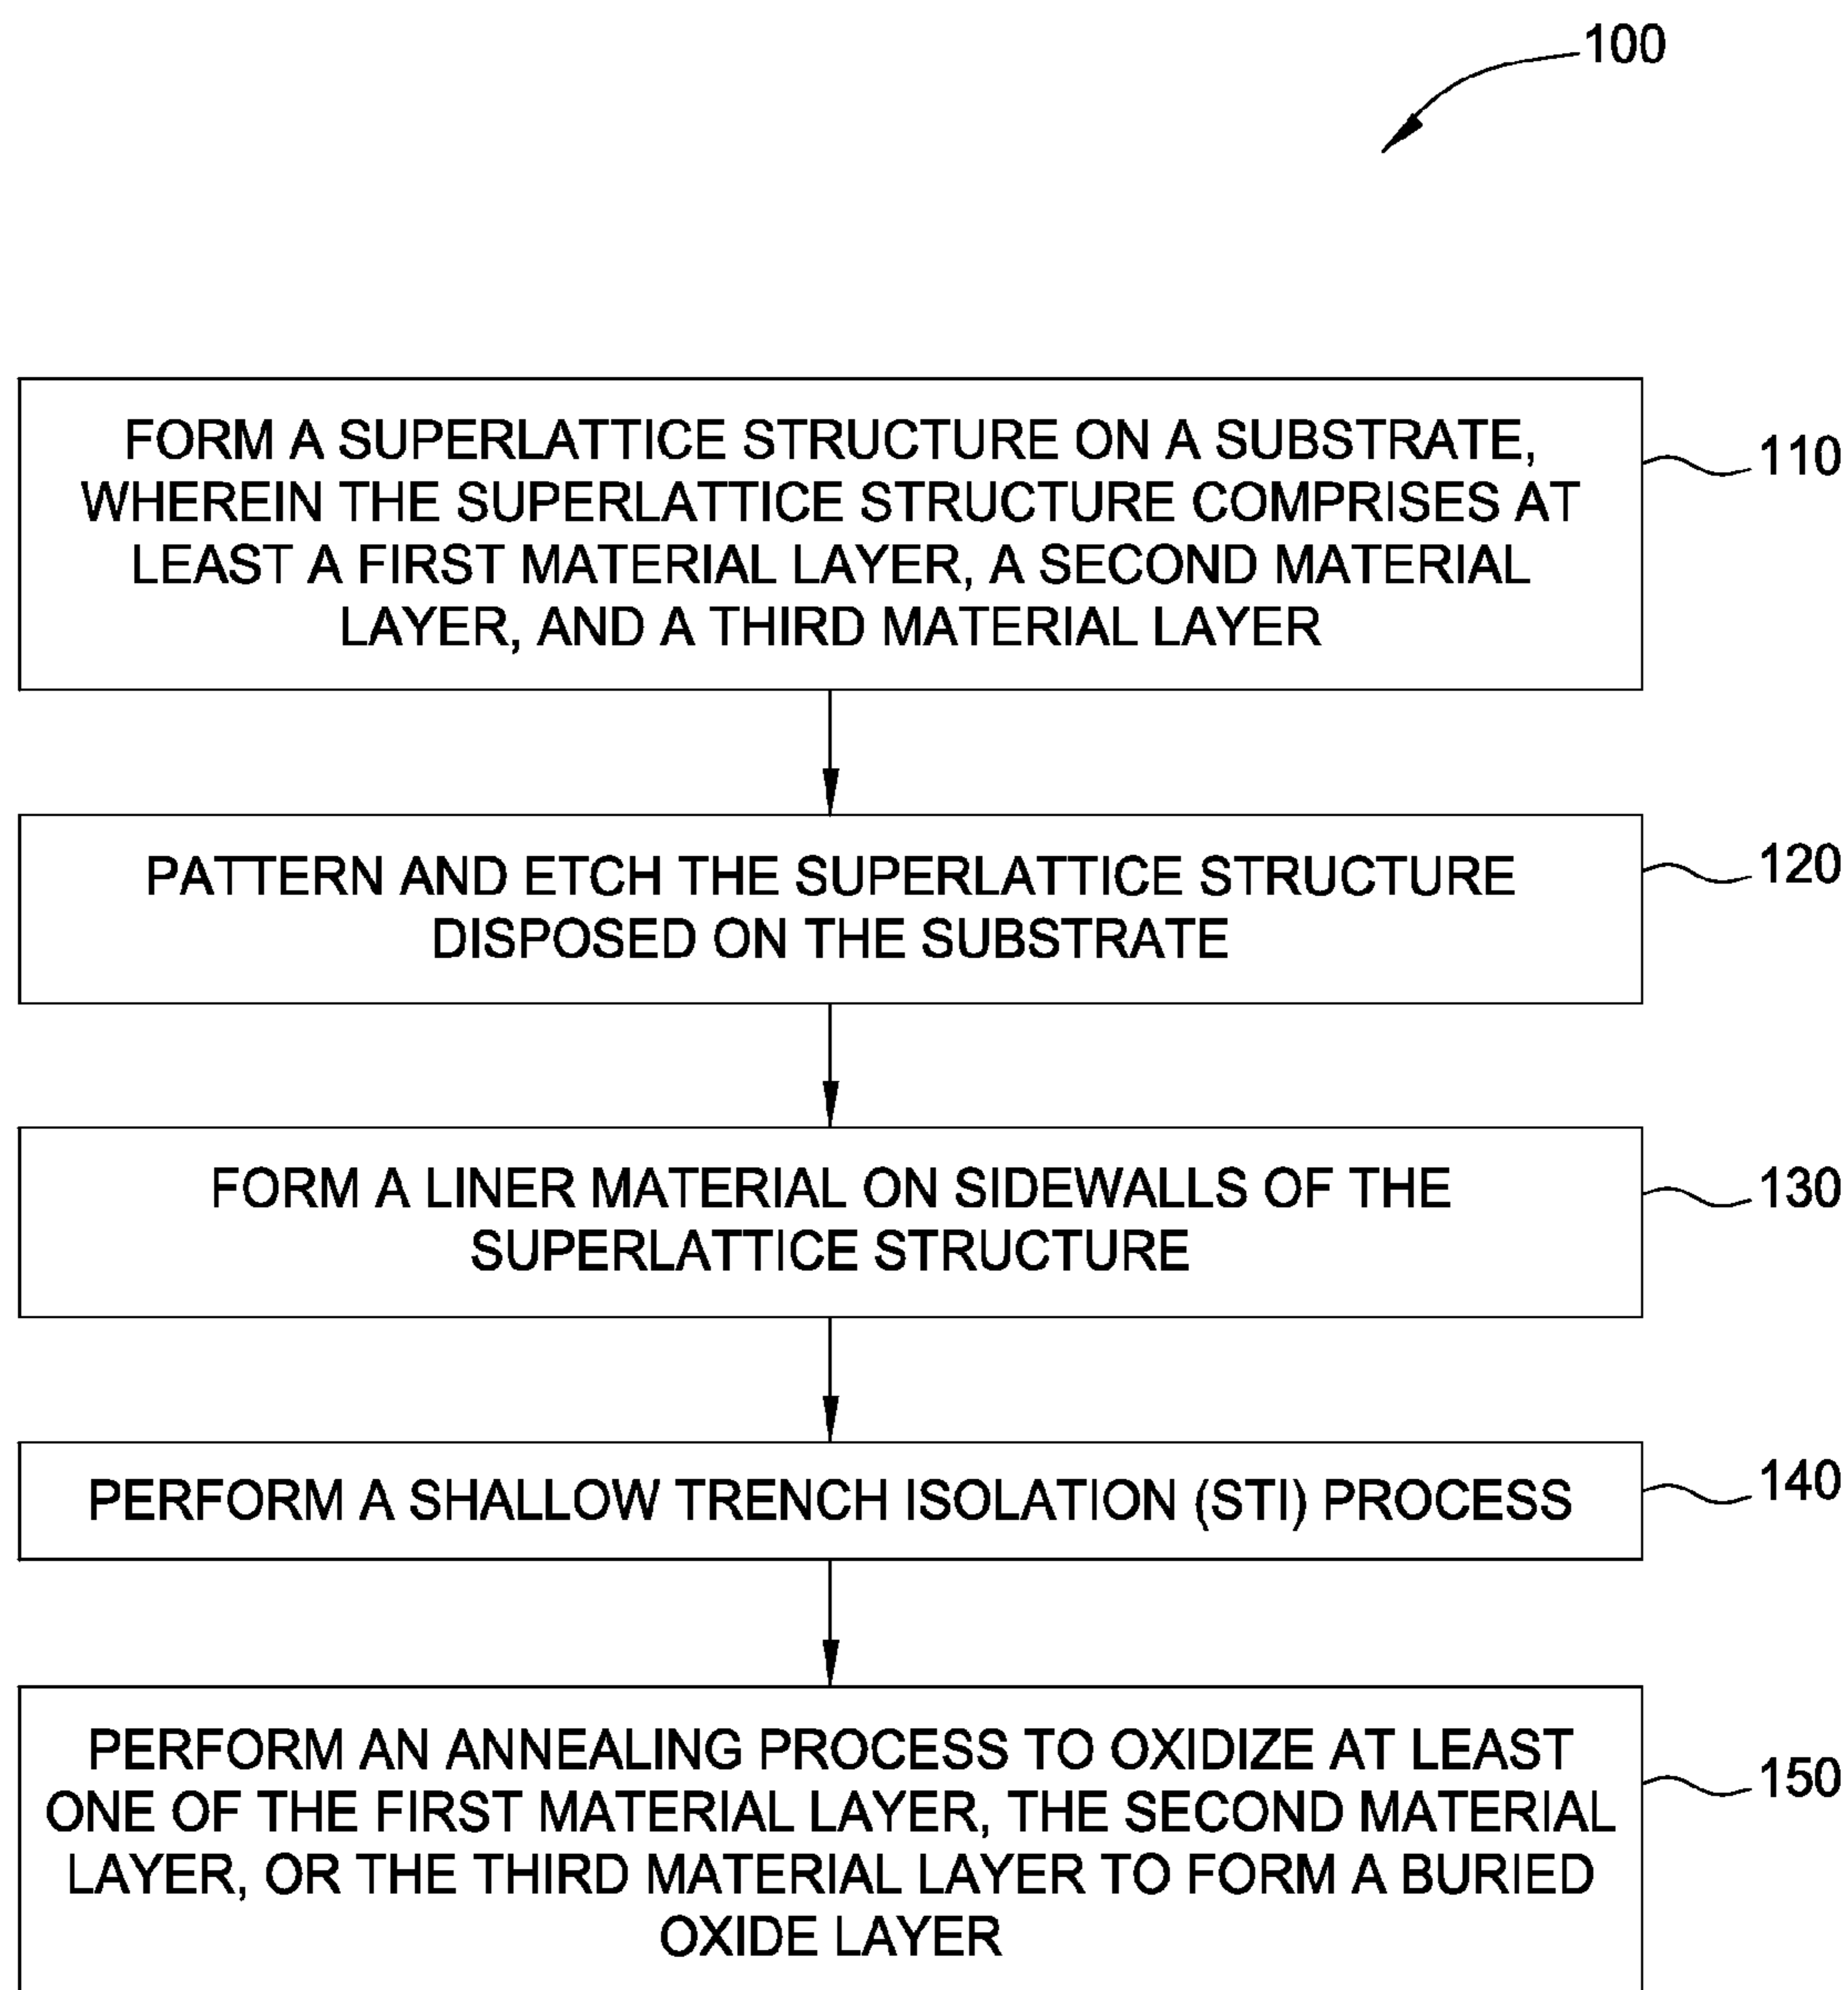 100
FORM A SUPERLATTICE STRUCTURE ON A SUBSTRATE,
WHEREIN THE SUPERLATTICE STRUCTURE COMPRISES AT
LEAST A FIRST MATERIAL LAYER, A SECOND MATERIAL
LAYER, AND A THIRD MATERIAL LAYER
110
PATTERN AND ETCH THE SUPERLATTICE STRUCTURE
DISPOSED ON THE SUBSTRATE
120
FORM A LINER MATERIAL ON SIDEWALLS OF THE
SUPERLATTICE STRUCTURE
130
PERFORM A SHALLOW TRENCH ISOLATION (STI) PROCESS
140
PERFORM AN ANNEALING PROCESS TO OXIDIZE AT LEAST
ONE OF THE FIRST MATERIAL LAYER, THE SECOND MATERIAL
LAYER, OR THE THIRD MATERIAL LAYER TO FORM A BURIED
OXIDE LAYER
150